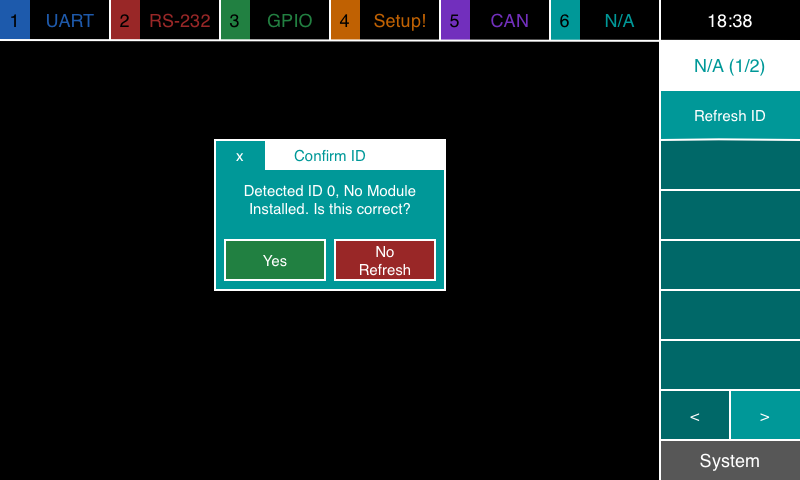 1 UART 2 RS-232 3 GPIO 4 Setup! 5 CAN 6 N/A 18:38
N/A (1/2)
Refresh ID
x Confirm ID
Detected ID 0, No Module
Installed. Is this correct?
Yes
No
Refresh
< >
System